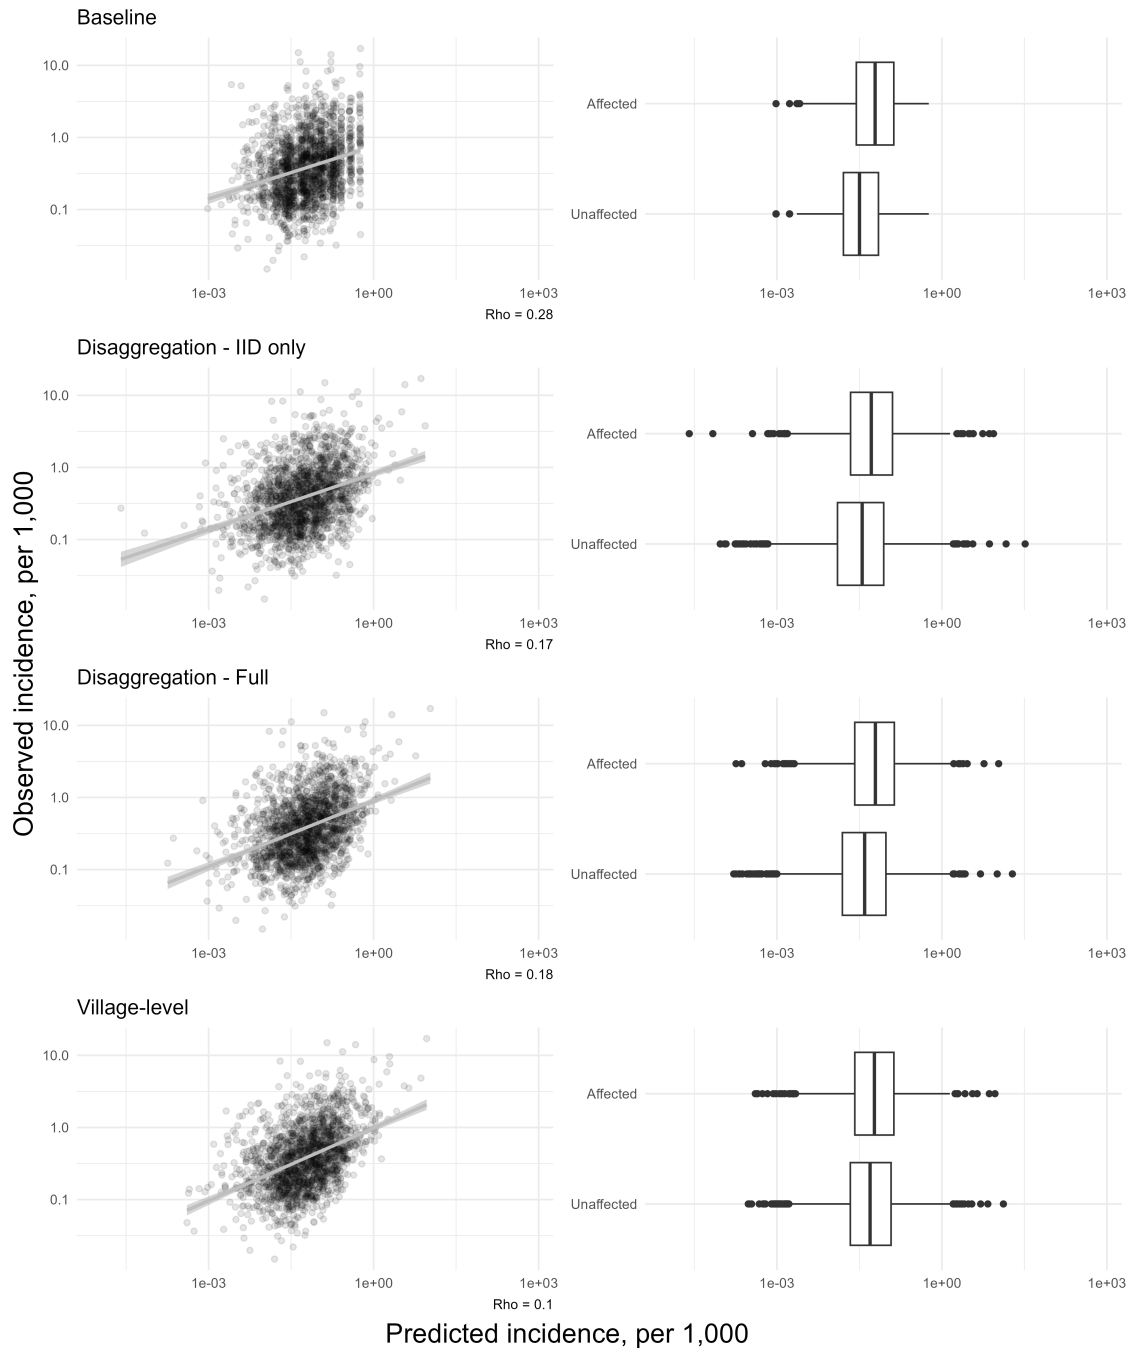 Baseline
10.0
1.0
0.1
1e-03 1e+00 1e+03
Rho = 0.28
Affected
Unaffected
1e-03 1e+00 1e+03
Disaggregation - IID only
10.0
1.0
0.1
1e-03 1e+00 1e+03
Rho = 0.17
Affected
Unaffected
1e-03 1e+00 1e+03
Observed incidence, per 1,000
Disaggregation - Full
10.0
1.0
0.1
1e-03 1e+00 1e+03
Rho = 0.18
Affected
Unaffected
1e-03 1e+00 1e+03
Village-level
10.0
1.0
0.1
1e-03 1e+00 1e+03
Rho = 0.1
Affected
Unaffected
1e-03 1e+00 1e+03
Predicted incidence, per 1,000